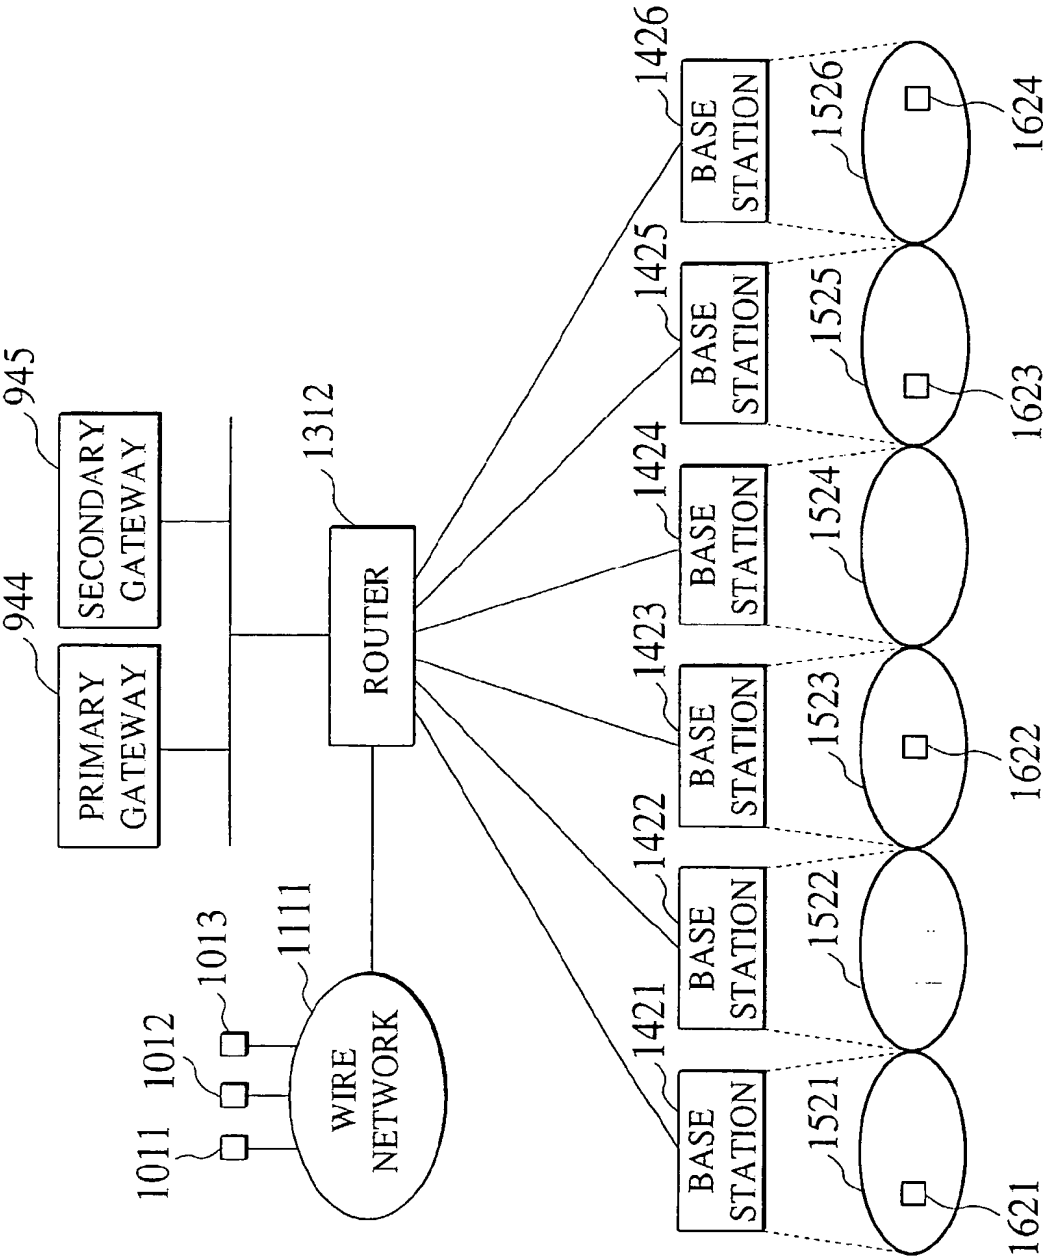 944
945
PRIMARY
GATEWAY
SECONDARY
GATEWAY
1011
1012
1013
1111
WIRE
NETWORK
1312
ROUTER
1421
1422
1423
1424
1425
1426
BASE
STATION
BASE
STATION
BASE
STATION
BASE
STATION
BASE
STATION
BASE
STATION
1521
1522
1523
1524
1525
1526
1621
1622
1623
1624